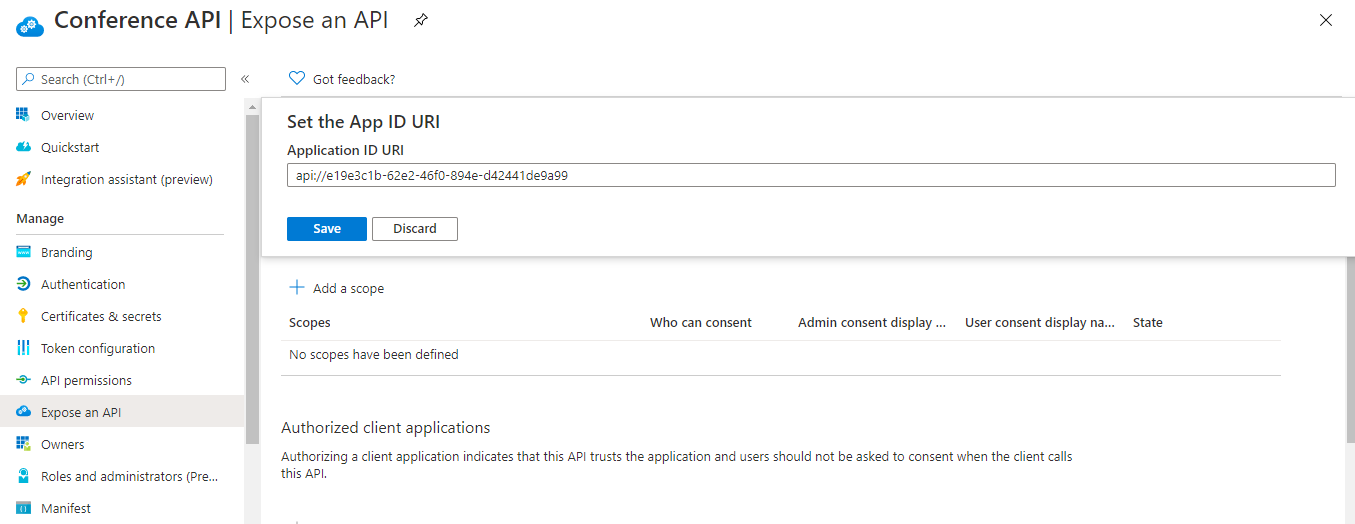 Conference API | Expose an API
Search (Ctrl+/)
«
Got feedback?
Overview
Quickstart
Integration assistant (preview)
Manage
Branding
Authentication
Certificates & secrets
Token configuration
API permissions
Expose an API
Owners
Roles and administrators (Pre...
Manifest
Set the App ID URI
Application ID URI
api://e19e3c1b-62e2-46f0-894e-d42441de9a99
Save Discard
Add a scope
Scopes Who can consent Admin consent display ... User consent display na... State
No scopes have been defined
Authorized client applications
Authorizing a client application indicates that this API trusts the application and users should not be asked to consent when the client calls
this API.